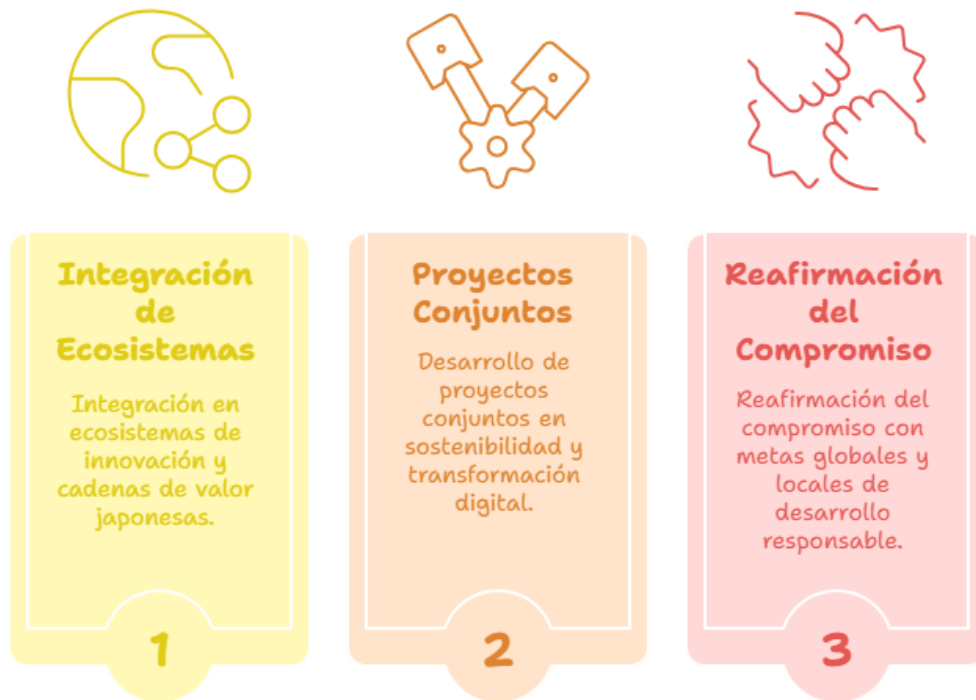 Integración
de
Ecosistemas
Integración en
ecosistemas de
innovación y
cadenas de valor
japonesas.
1
Proyectos
Conjuntos
Desarrollo de
proyectos
conjuntos en
sostenibilidad y
transformación
digital.
2
Reafirmación
del
Compromiso
Reafirmación del
compromiso con
metas globales y
locales de
desarrollo
responsable.
3